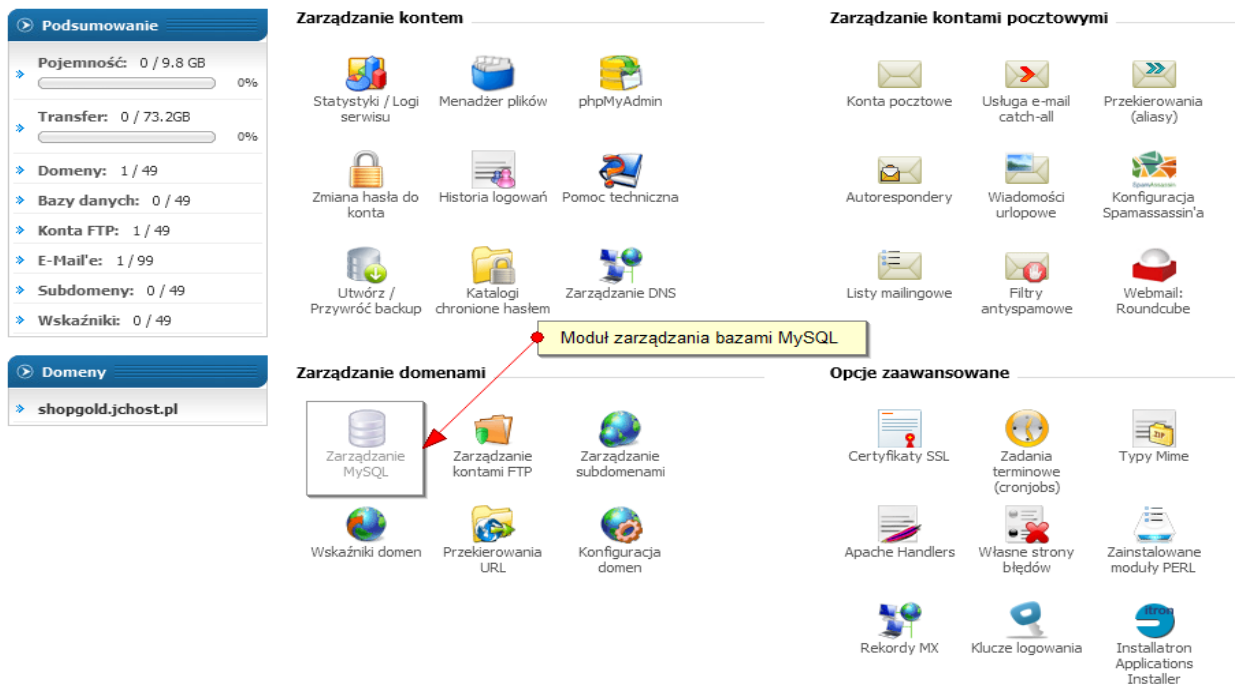 Podsumowanie
Pojemność: 0 / 9.8 GB
0%
Transfer: 0 / 73.2GB
0%
Domeny: 1 / 49
Bazy danych: 0 / 49
Konta FTP: 1 / 49
E-Mail'e: 1 / 99
Subdomeny: 0 / 49
Wskaźniki: 0 / 49
Domeny
shopgold.jchost.pl
Zarządzanie kontem
Statystyki / Logi
serwisu
Menadżer plików
phpMyAdmin
Zmiana hasła do
konta
Historia logowań
Pomoc techniczna
Utwórz /
Przywróć backup
Katalogi
chronione hasłem
Zarządzanie DNS
Moduł zarządzania bazami MySQL
Zarządzanie domenami
Zarządzanie
MySQL
Zarządzanie
kontami FTP
Zarządzanie
subdomenami
Wskaźniki domen
Przekierowania
URL
Konfiguracja
domen
Zarządzanie kontami pocztowymi
Konta pocztowe
Usługa e-mail
catch-all
Przekierowania
(aliasy)
Autorespondery
Wiadomości
urlopowe
SpamAssassin
Konfiguracja
Spamassassin'a
Listy mailingowe
Filtry
antyspamowe
Webmail:
Roundcube
Opcje zaawansowane
Certyfikaty SSL
Zadania
terminowe
(cronjobs)
ZIP
Typy Mime
Apache Handlers
Własne strony
błędów
Zainstalowane
moduły PERL
Rekordy MX
Klucze logowania
itron
Installatron
Applications
Installer